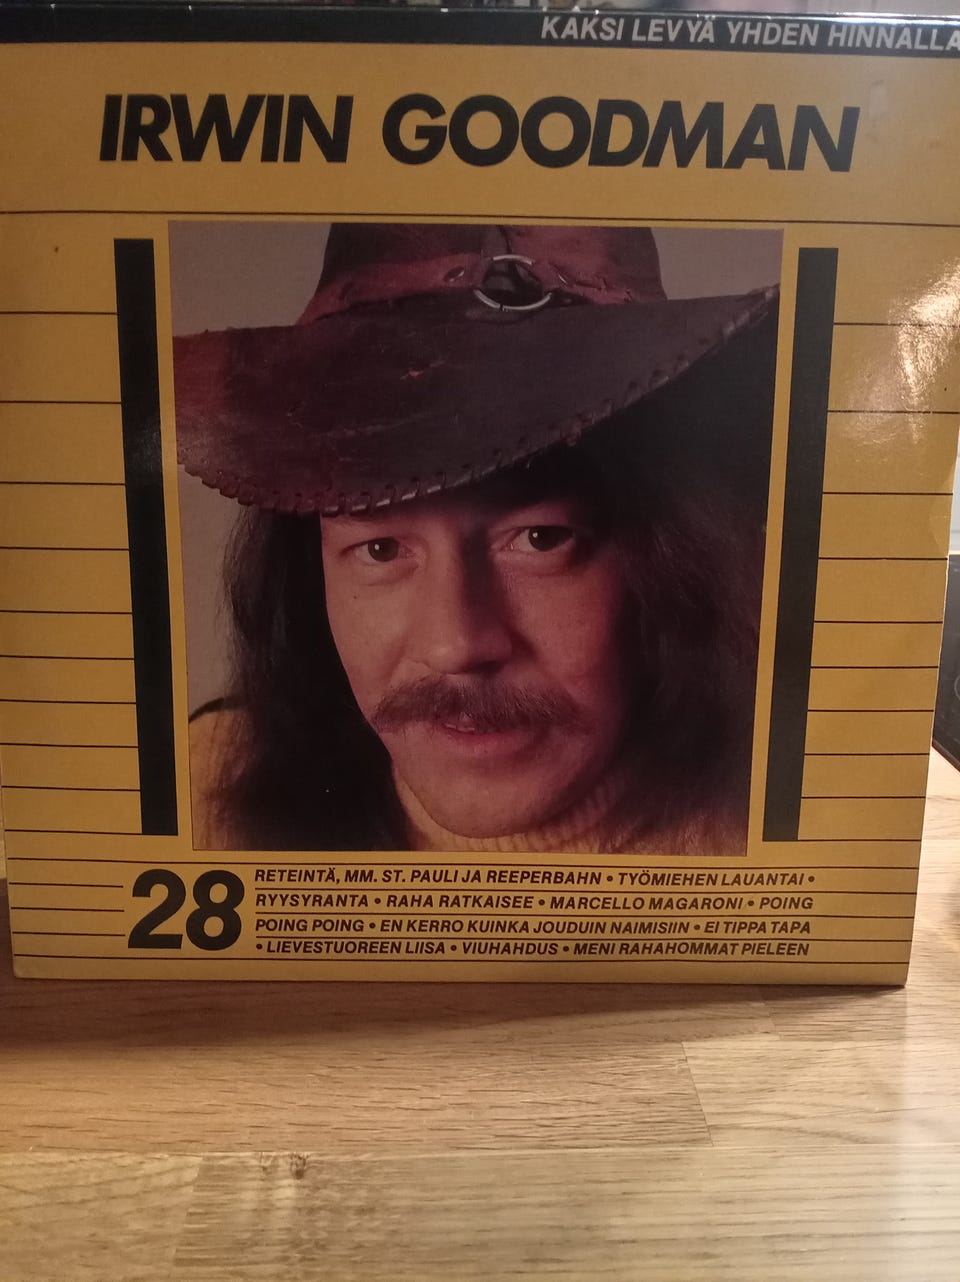 KAKSI LEVYÄ YHDEN HINNALLA
IRWIN GOODMAN
28
RETEINTÄ, MM. ST. PAULI JA REEPERBAHN • TYÖMIEHEN LAUANTAI •
RYYSYRANTA • RAHA RATKAISEE • MARCELLO MAGARONI • POING
POING POING • EN KERRO KUINKA JOUDUIN NAIMISIIN • EI TIPPA TAPA
• LIEVESTUOREEN LIISA • VIUHAHDUS • MENI RAHAHOMMAT PIELEEN